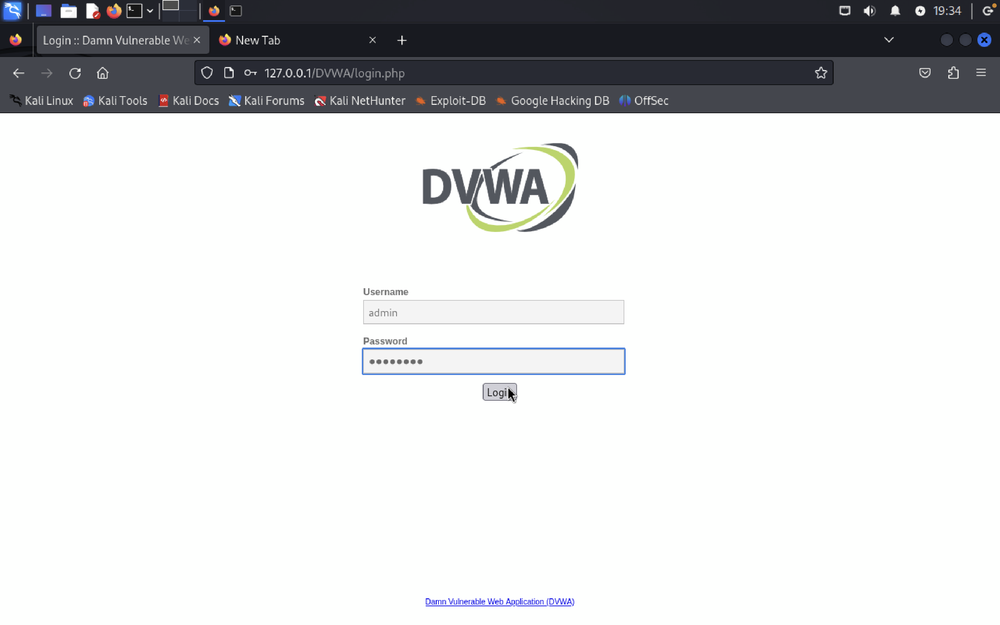 19:34
Login :: Damn Vulnerable We
New Tab
127.0.0.1/DVWA/login.php
Kali Linux Kali Tools Kali Docs Kali Forums Kali NetHunter Exploit-DB Google Hacking DB OffSec
DVWA
Username
admin
Password
••••••••
Logi
Damn Vulnerable Web Application (DVWA)